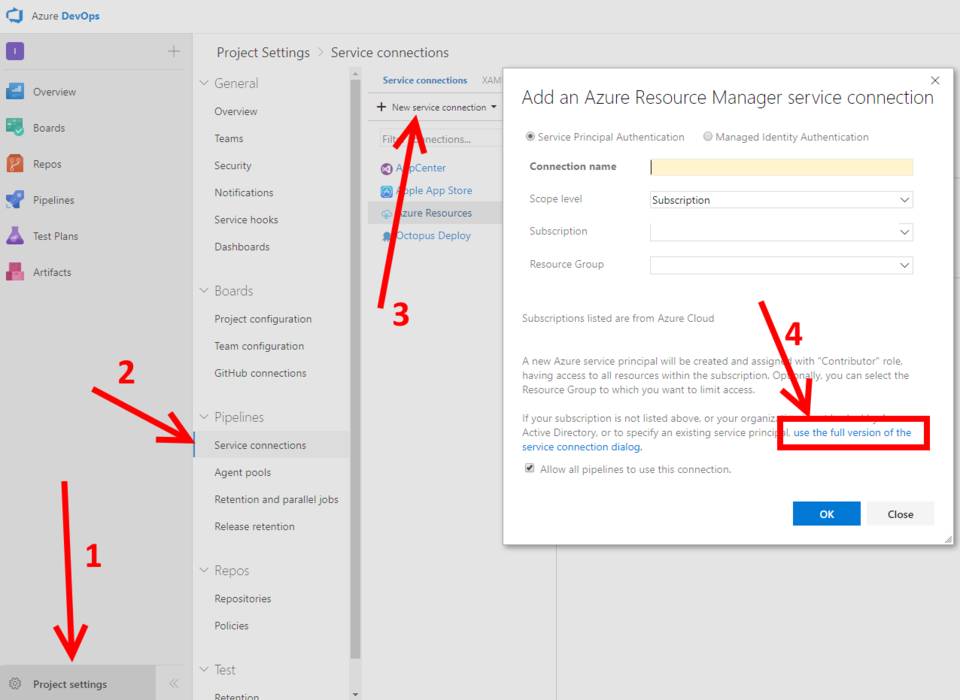 Azure DevOps
I
Overview
Boards
Repos
Pipelines
Test Plans
Artifacts
1
Project settings
Project Settings > Service connections
General
Overview
Teams
Security
Notifications
Service hooks
Dashboards
Boards
Project configuration
Team configuration
GitHub connections
2
Pipelines
Service connections
Agent pools
Retention and parallel jobs
Release retention
Repos
Repositories
Policies
Test
Retention
Service connections XAM
+ New service connection
connections...
AppCenter
Apple App Store
Azure Resources
Octopus Deploy
3
Add an Azure Resource Manager service connection
Service Principal Authentication Managed Identity Authentication
Connection name
Scope level Subscription
Subscription
Resource Group
Subscriptions listed are from Azure Cloud
4
A new Azure service principal will be created and assigned with "Contributor" role,
having access to all resources within the subscription. Optionally, you can select the
Resource Group to which you want to limit access.
If your subscription is not listed above, or your
Active Directory, or to specify an existing service principal, use the full version of the
service connection dialog.
Allow all pipelines to use this connection.
OK Close